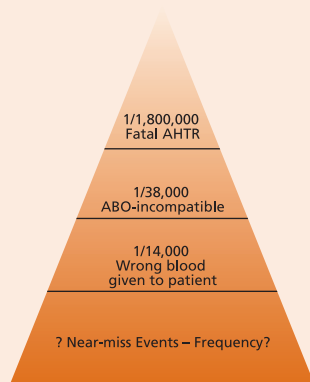 1/1,800,000
Fatal AHTR
1/38,000
ABO-incompatible
1/14,000
Wrong blood
given to patient
? Near-miss Events – Frequency?